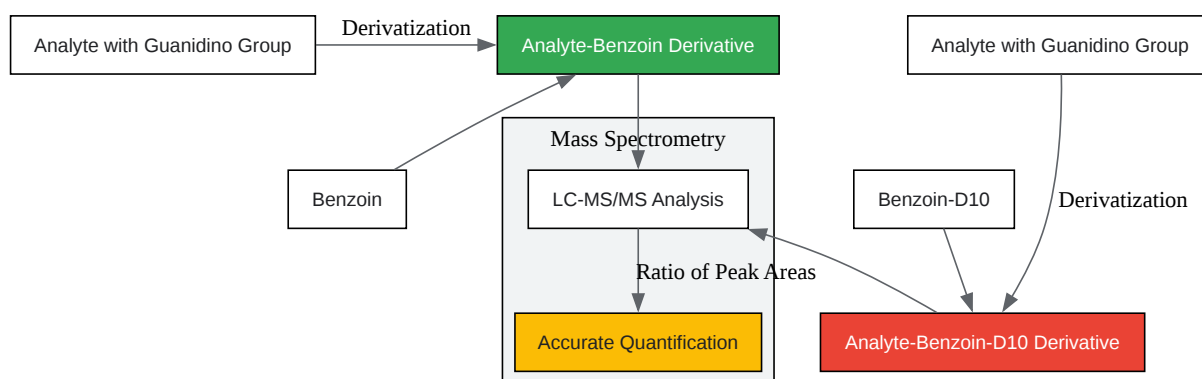 Analyte with Guanidino Group
Derivatization
Analyte-Benzoin Derivative
Analyte with Guanidino Group
Mass Spectrometry
Benzoin
LC-MS/MS Analysis
Benzoin-D10
Derivatization
Ratio of Peak Areas
Accurate Quantification
Analyte-Benzoin-D10 Derivative